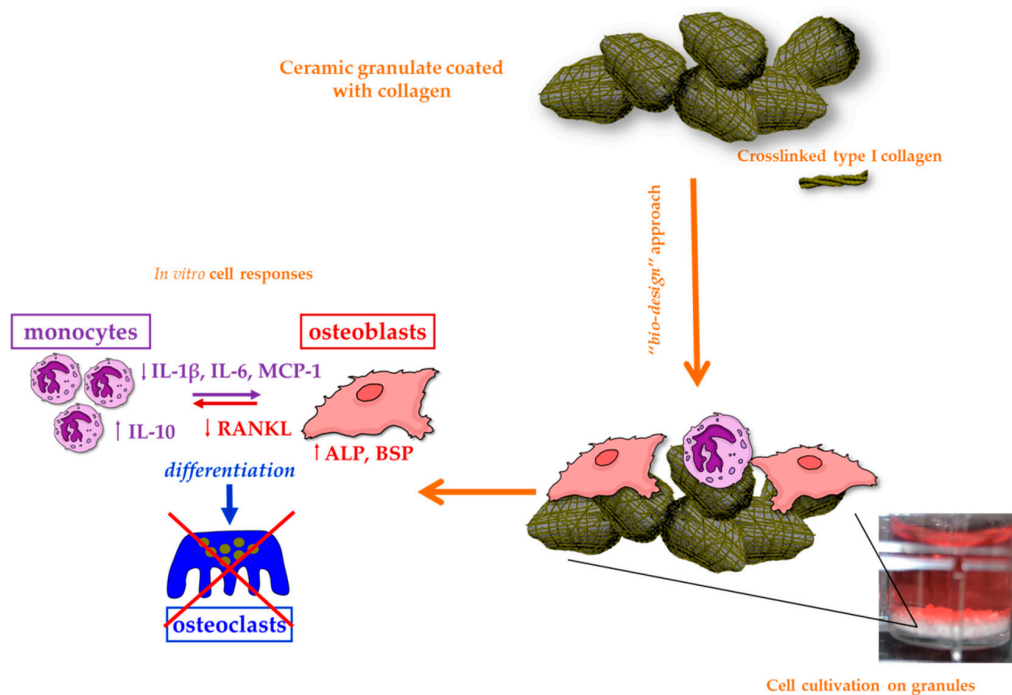 Ceramic granulate coated
with collagen
Crosslinked type I collagen
"bio-design" approach
In vitro cell responses
monocytes
osteoblasts
↓ IL-1β, IL-6, MCP-1
↑ IL-10
↓ RANKL
↑ ALP, BSP
differentiation
osteoclasts
Cell cultivation on granules